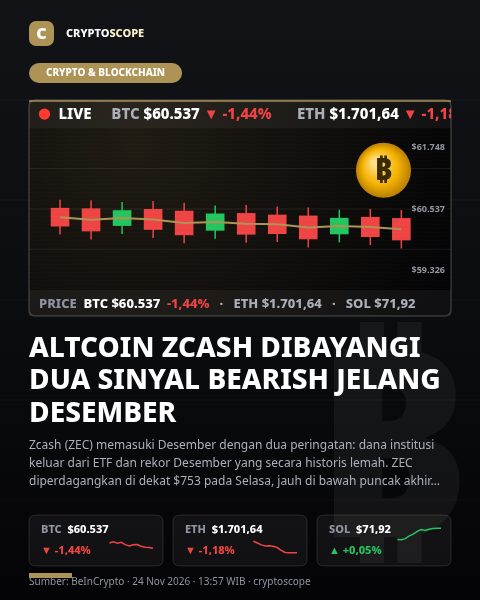 C CRYPTOSCOPE
CRYPTO & BLOCKCHAIN
LIVE BTC $60.537 ▼ -1,44% ETH $1.701,64 ▼ -1,18
$61.748
$60.537
$59.326
PRICE BTC $60.537 -1,44% · ETH $1.701,64 · SOL $71,92
ALTCOIN ZCASH DIBAYANGI
DUA SINYAL BEARISH JELANG
DESEMBER
Zcash (ZEC) memasuki Desember dengan dua peringatan: dana institusi
keluar dari ETF dan rekor Desember yang secara historis lemah. ZEC
diperdagangkan di dekat $753 pada Selasa, jauh di bawah puncak akhir...
BTC $60.537
▼ -1,44%
ETH $1.701,64
▼ -1,18%
SOL $71,92
▲ +0,05%
Sumber: BeInCrypto · 24 Nov 2026 · 13:57 WIB · cryptoscope